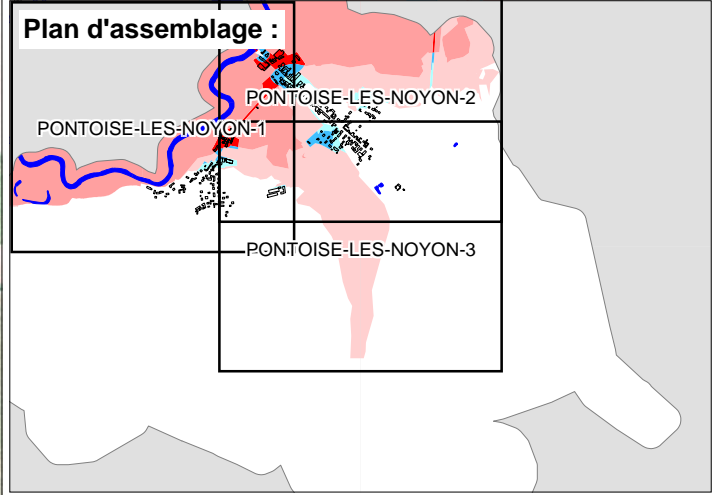 Plan d'assemblage :
PONTOISE-LES-NOYON-2
PONTOISE-LES-NOYON-1
PONTOISE-LES-NOYON-3